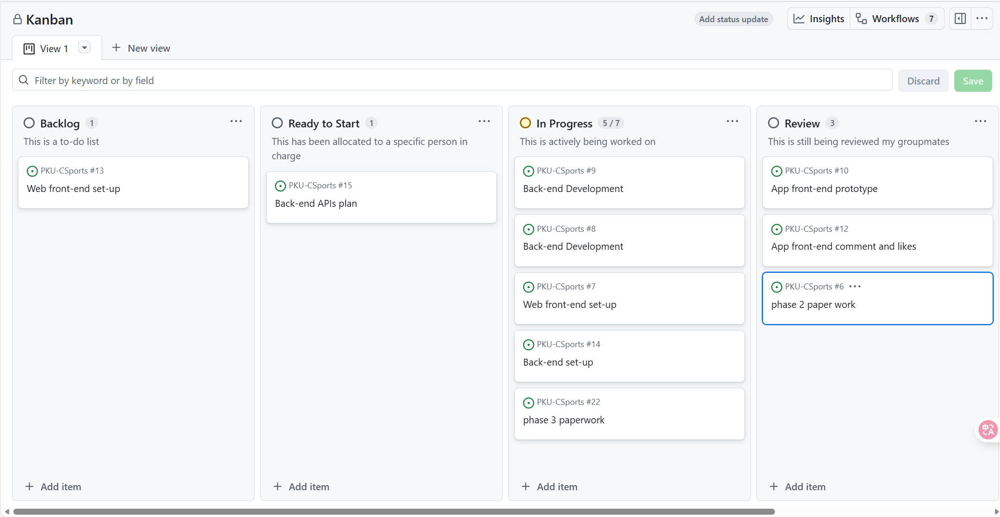 Kanban
Add status update
Insights
Workflows 7
View 1
New view
Filter by keyword or by field
Discard
Save
Backlog 1
This is a to-do list
PKU-CSports #13
Web front-end set-up
Add item
Ready to Start 1
This has been allocated to a specific person in
charge
PKU-CSports #15
Back-end APIs plan
Add item
In Progress 5 / 7
This is actively being worked on
PKU-CSports #9
Back-end Development
PKU-CSports #8
Back-end Development
PKU-CSports #7
Web front-end set-up
PKU-CSports #14
Back-end set-up
PKU-CSports #22
phase 3 paperwork
Add item
Review 3
This is still being reviewed my groupmates
PKU-CSports #10
App front-end prototype
PKU-CSports #12
App front-end comment and likes
PKU-CSports #6
phase 2 paper work
Add item
中A